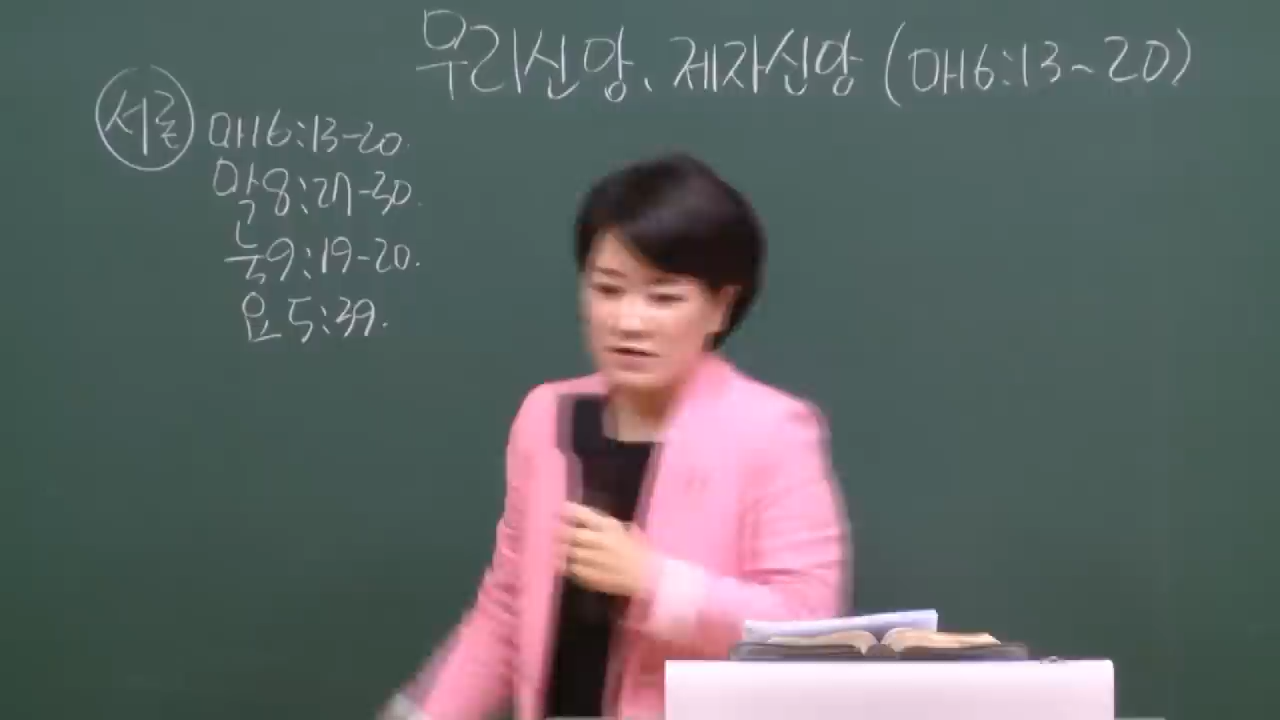 우리신앙、제자신앙 (마16:13~20)
서론 마16:13-20.
막8:27-30.
눅9:19-20.
요5:39.